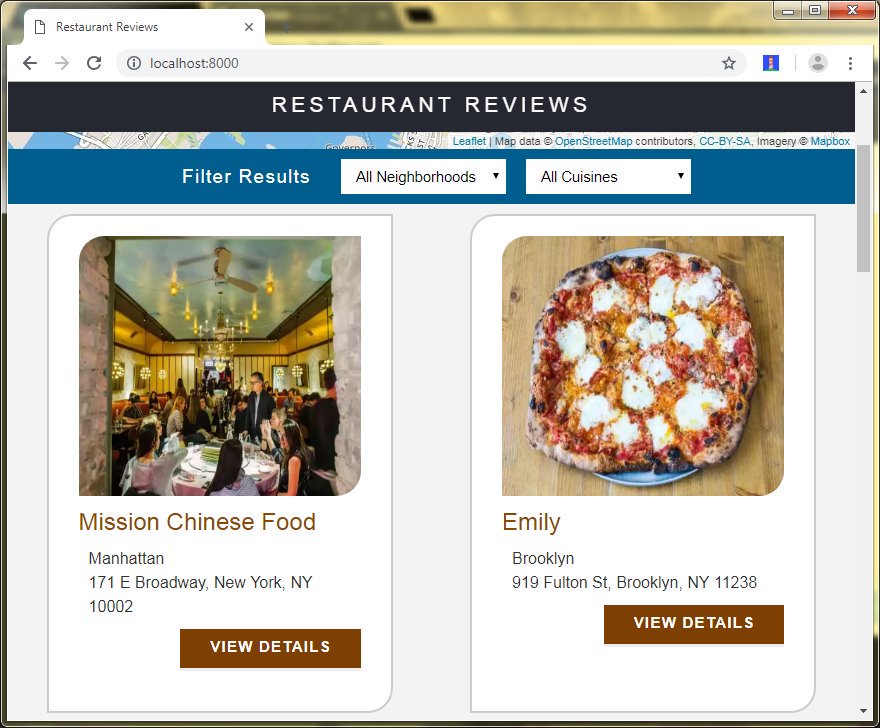 Restaurant Reviews
localhost:8000
RESTAURANT REVIEWS
Governors
Leaflet | Map data © OpenStreetMap contributors, CC-BY-SA, Imagery © Mapbox
Filter Results All Neighborhoods All Cuisines
Mission Chinese Food
Manhattan
171 E Broadway, New York, NY
10002
VIEW DETAILS
Emily
Brooklyn
919 Fulton St, Brooklyn, NY 11238
VIEW DETAILS